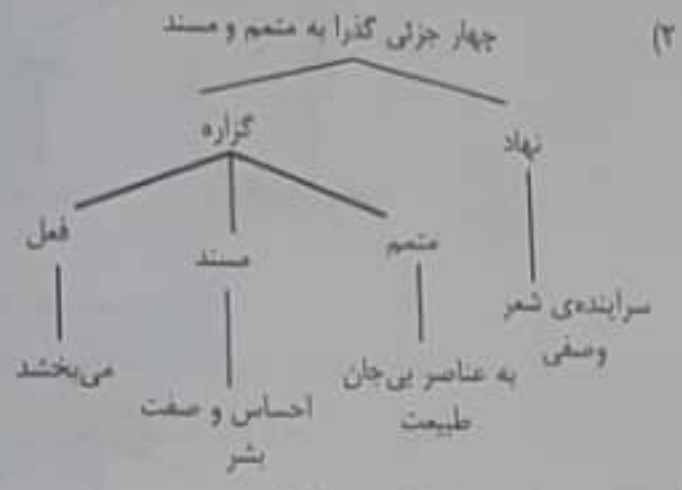 ۲)
چهار جزئی گذرا به متمم و مسند
نهاد
گزاره
متمم
مسند
فعل
سراینده‌ی شعر
وصفی
به عناصر بی‌جان
طبیعت
احساس و صفت
بشر
می‌بخشد